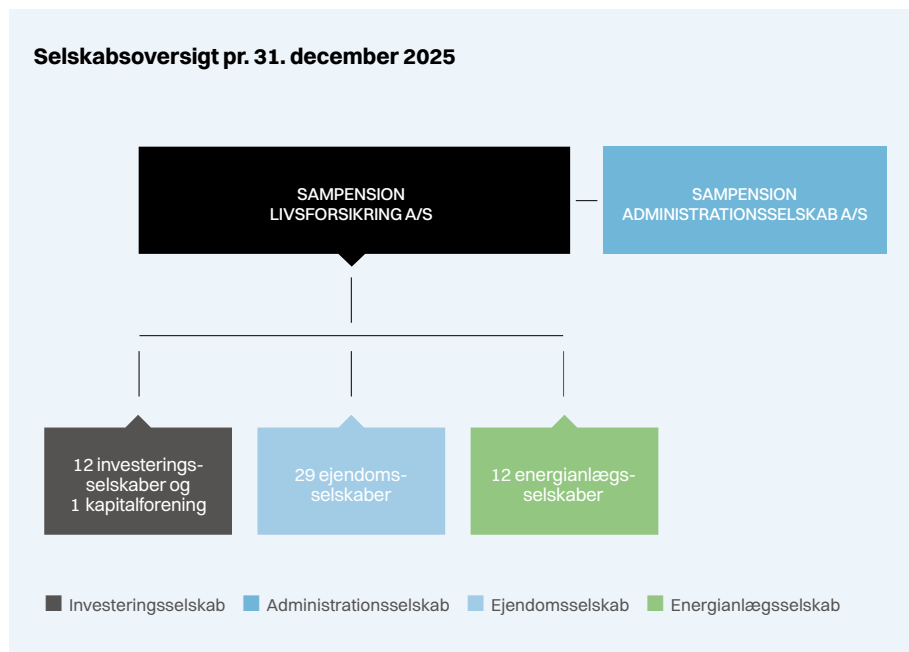 Selskabsoversigt pr. 31. december 2025
SAMPENSION
LIVSFORSIKRING A/S
SAMPENSION
ADMINISTRATIONSSELSKAB A/S
12 investerings-
selskaber og
1 kapitalforening
29 ejendoms-
selskaber
12 energianlægs-
selskaber
Investeringsselskab
Administrationsselskab
Ejendomsselskab
Energianlægsselskab